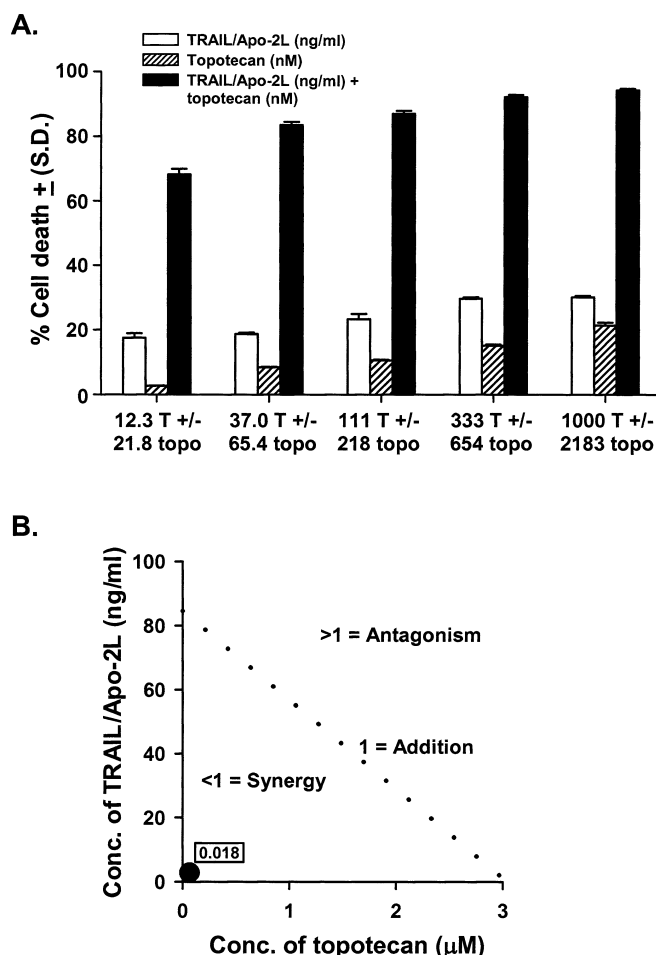 A.
TRAIL/Apo-2L (ng/ml)
Topotecan (nM)
TRAIL/Apo-2L (ng/ml) +
topotecan (nM)
% Cell death ± (S.D.)
100
80
60
40
20
0
12.3 T +/- 37.0 T +/- 111 T +/- 333 T +/- 1000 T +/-
21.8 topo 65.4 topo 218 topo 654 topo 2183 topo
B.
Conc. of TRAIL/Apo-2L (ng/ml)
100
80
60
40
20
0
>1 = Antagonism
1 = Addition
<1 = Synergy
0.018
0 1 2 3
Conc. of topotecan (µM)